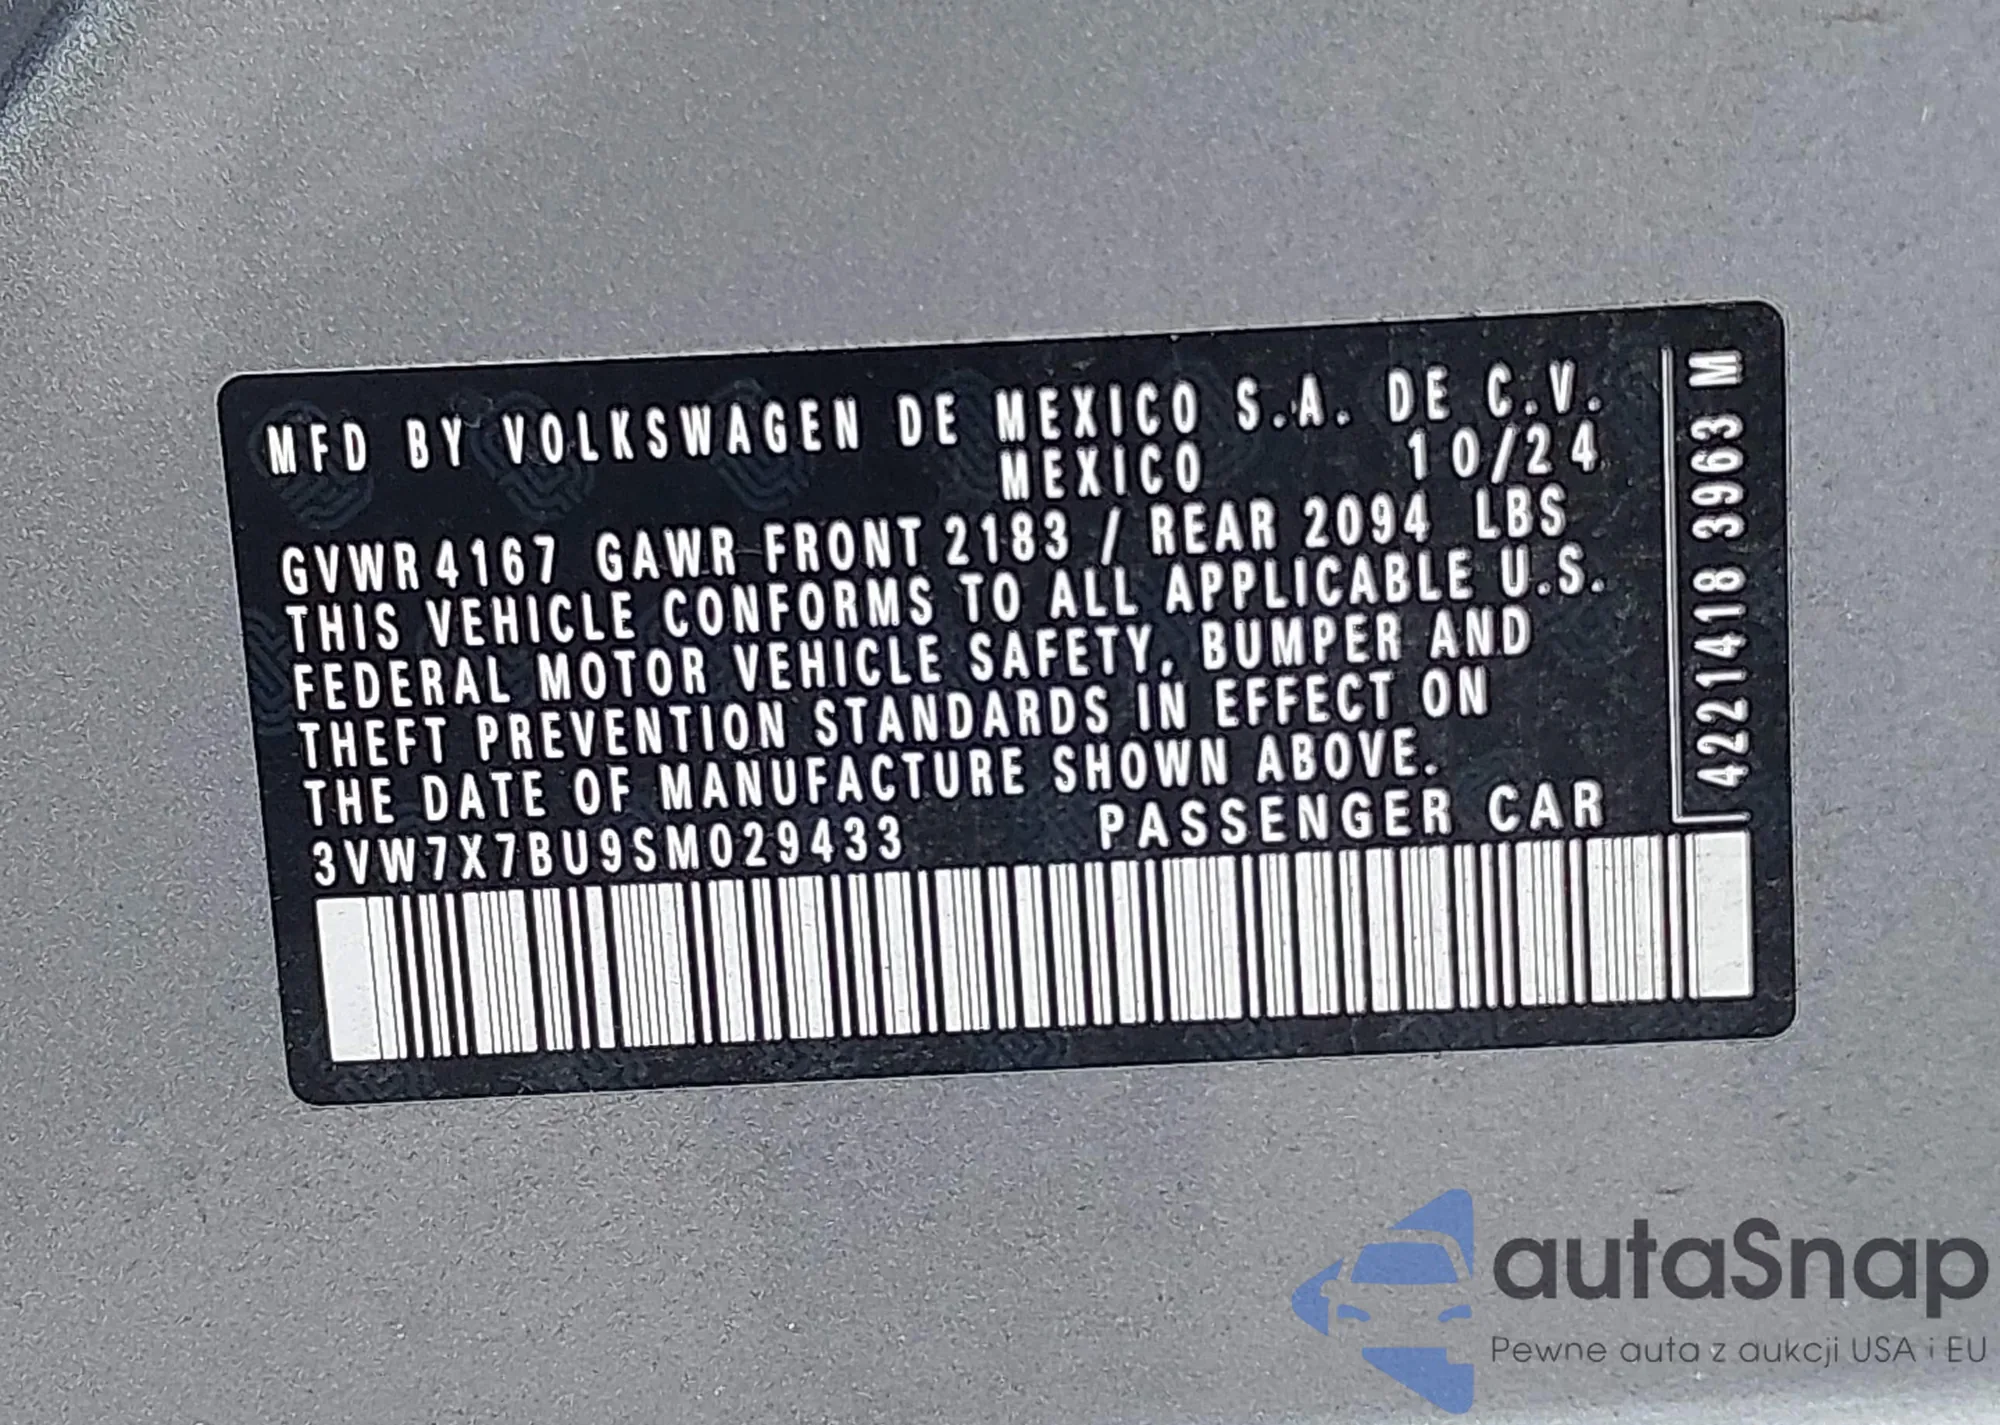 MFD BY VOLKSWAGEN DE MEXICO S.A. DE C.V.
MEXICO 10/24
GVWR 4167 GAWR FRONT 2183 / REAR 2094 LBS
THIS VEHICLE CONFORMS TO ALL APPLICABLE U.S.
FEDERAL MOTOR VEHICLE SAFETY, BUMPER AND
THEFT PREVENTION STANDARDS IN EFFECT ON
THE DATE OF MANUFACTURE SHOWN ABOVE.
3VW7X7BU9SM029433 PASSENGER CAR
4221418 3963 M
autaSnap
Pewne auta z aukcji USA i EU